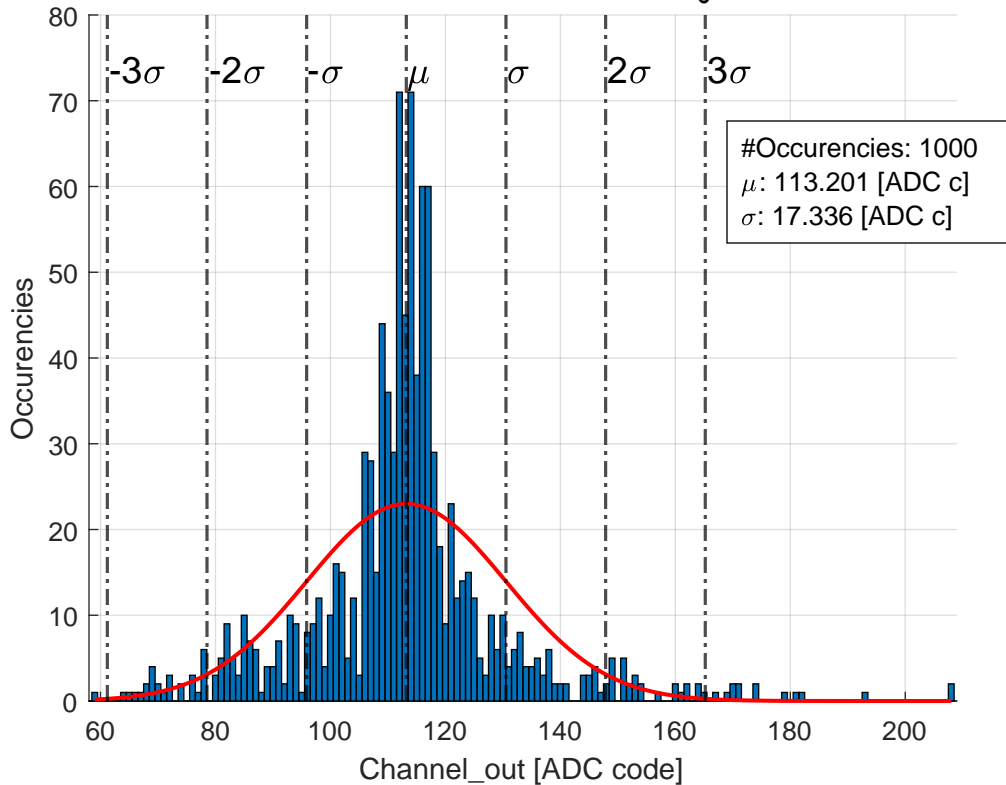 80
70
60
50
40
30
20
10
0
-3σ
-2σ
-σ
μ
σ
2σ
3σ
#Occurencies: 1000
μ: 113.201 [ADC c]
σ: 17.336 [ADC c]
Occurencies
60
80
100
120
140
160
180
200
Channel_out [ADC code]